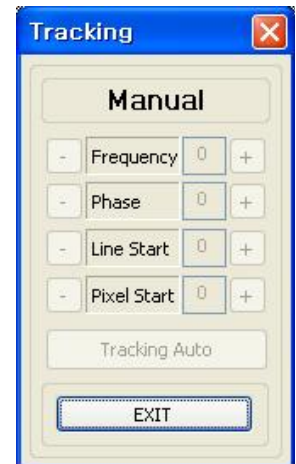 Tracking
Manual
- Frequency 0 +
- Phase 0 +
- Line Start 0 +
- Pixel Start 0 +
Tracking Auto
EXIT